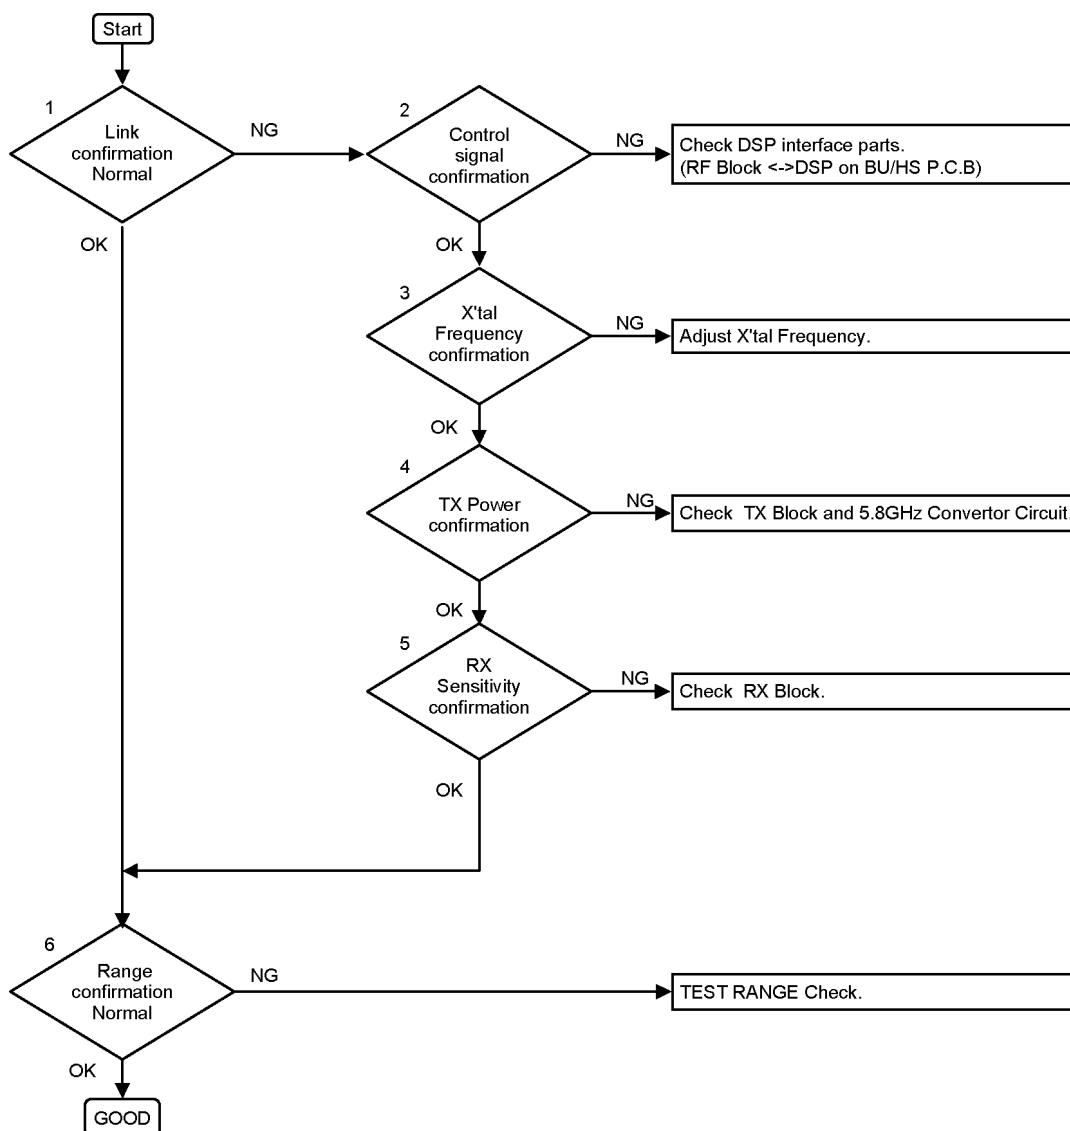 Start
1
Link
confirmation
Normal
NG
OK
2
Control
signal
confirmation
NG
Check DSP interface parts.
(RF Block <->DSP on BU/HS P.C.B)
OK
3
X'tal
Frequency
confirmation
NG
Adjust X'tal Frequency.
OK
4
TX Power
confirmation
NG
Check  TX Block and 5.8GHz Convertor Circuit.
OK
5
RX
Sensitivity
confirmation
NG
Check  RX Block.
OK
6
Range
confirmation
Normal
NG
TEST RANGE Check.
OK
GOOD